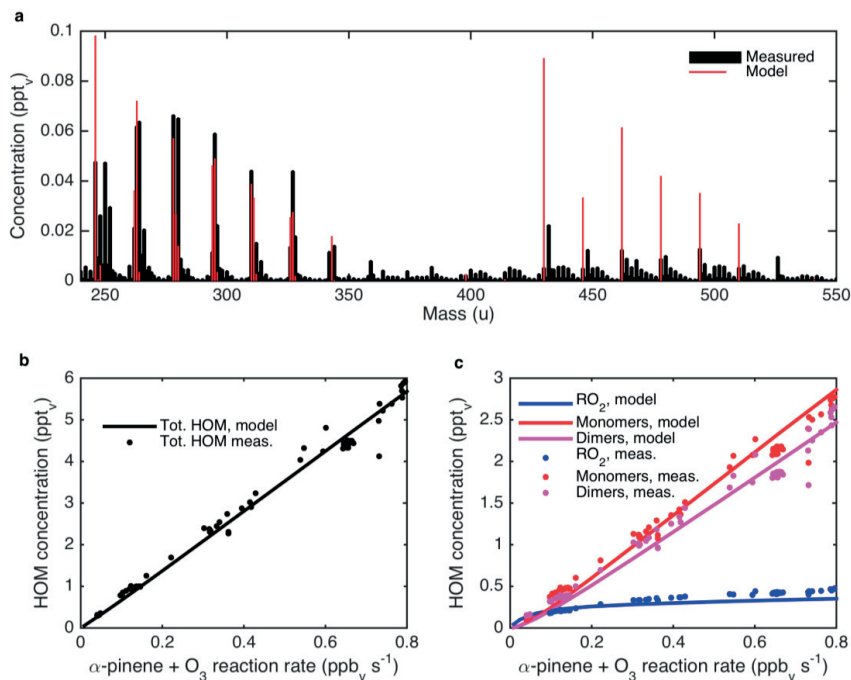 a
0.1
0.08
0.06
0.04
0.02
0
Concentration (ppt_v)
Measured
Model
250 300 350 400 450 500 550
Mass (u)
b
6
5
4
3
2
1
0
HOM concentration (ppt_v)
Tot. HOM, model
Tot. HOM meas.
0 0.2 0.4 0.6 0.8
α-pinene + O₃ reaction rate (ppb_v s⁻¹)
c
3
2.5
2
1.5
1
0.5
0
HOM concentration (ppt_v)
RO₂, model
Monomers, model
Dimers, model
RO₂, meas.
Monomers, meas.
Dimers, meas.
0 0.2 0.4 0.6 0.8
α-pinene + O₃ reaction rate (ppb_v s⁻¹)